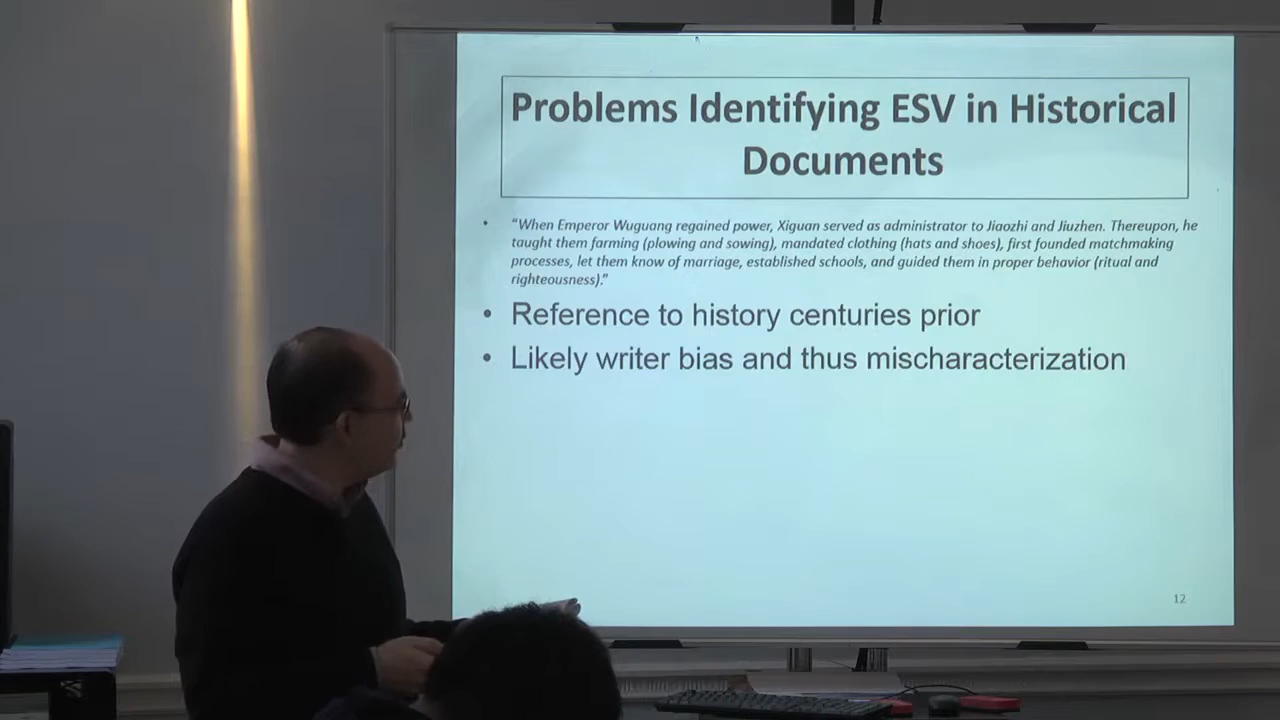 Problems Identifying ESV in Historical
Documents
• "When Emperor Wuguang regained power, Xiguan served as administrator to Jiaozhi and Jiuzhen. Thereupon, he
taught them farming (plowing and sowing), mandated clothing (hats and shoes), first founded matchmaking
processes, let them know of marriage, established schools, and guided them in proper behavior (ritual and
righteousness)."
• Reference to history centuries prior
• Likely writer bias and thus mischaracterization
12